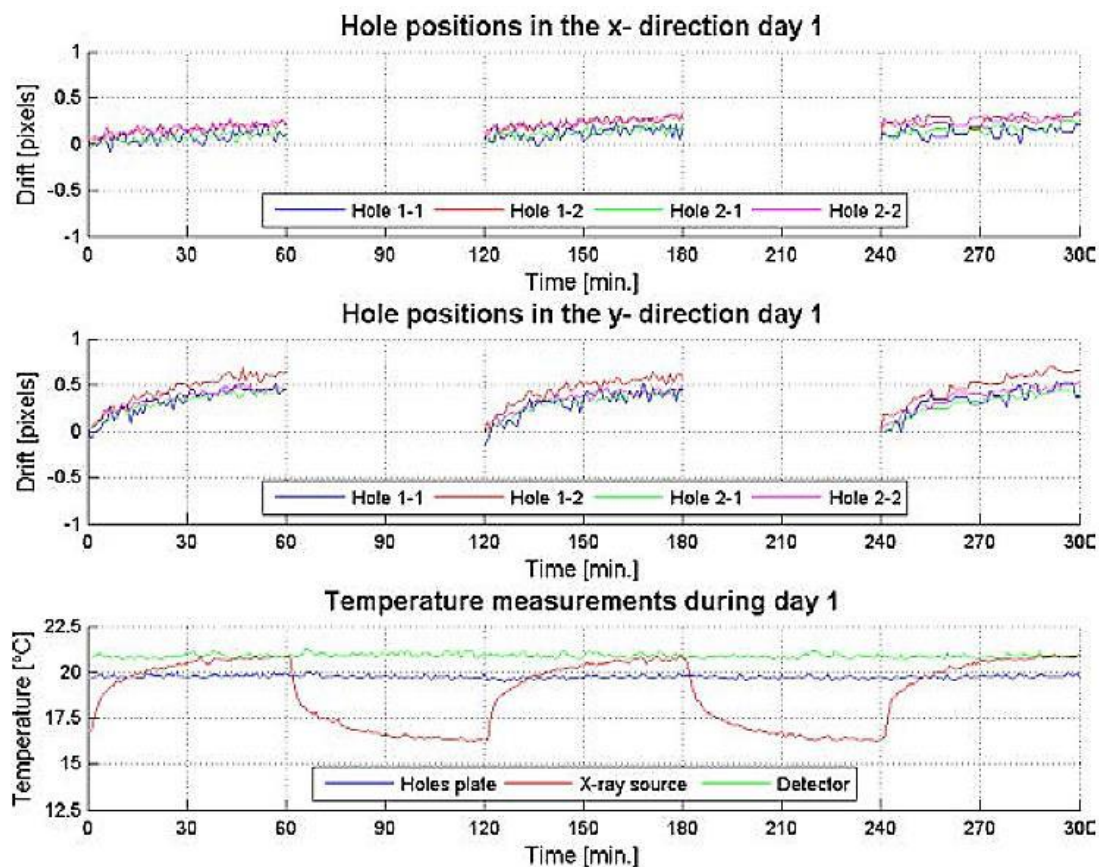 Hole positions in the x- direction day 1
1
0.5
0
-0.5
-1
Drift [pixels]
Hole 1-1 Hole 1-2 Hole 2-1 Hole 2-2
0 30 60 90 120 150 180 210 240 270 300
Time [min.]
Hole positions in the y- direction day 1
1
0.5
0
-0.5
-1
Drift [pixels]
Hole 1-1 Hole 1-2 Hole 2-1 Hole 2-2
0 30 60 90 120 150 180 210 240 270 300
Time [min.]
Temperature measurements during day 1
22.5
20
17.5
15
12.5
Temperature [°C]
Holes plate X-ray source Detector
0 30 60 90 120 150 180 210 240 270 300
Time [min.]